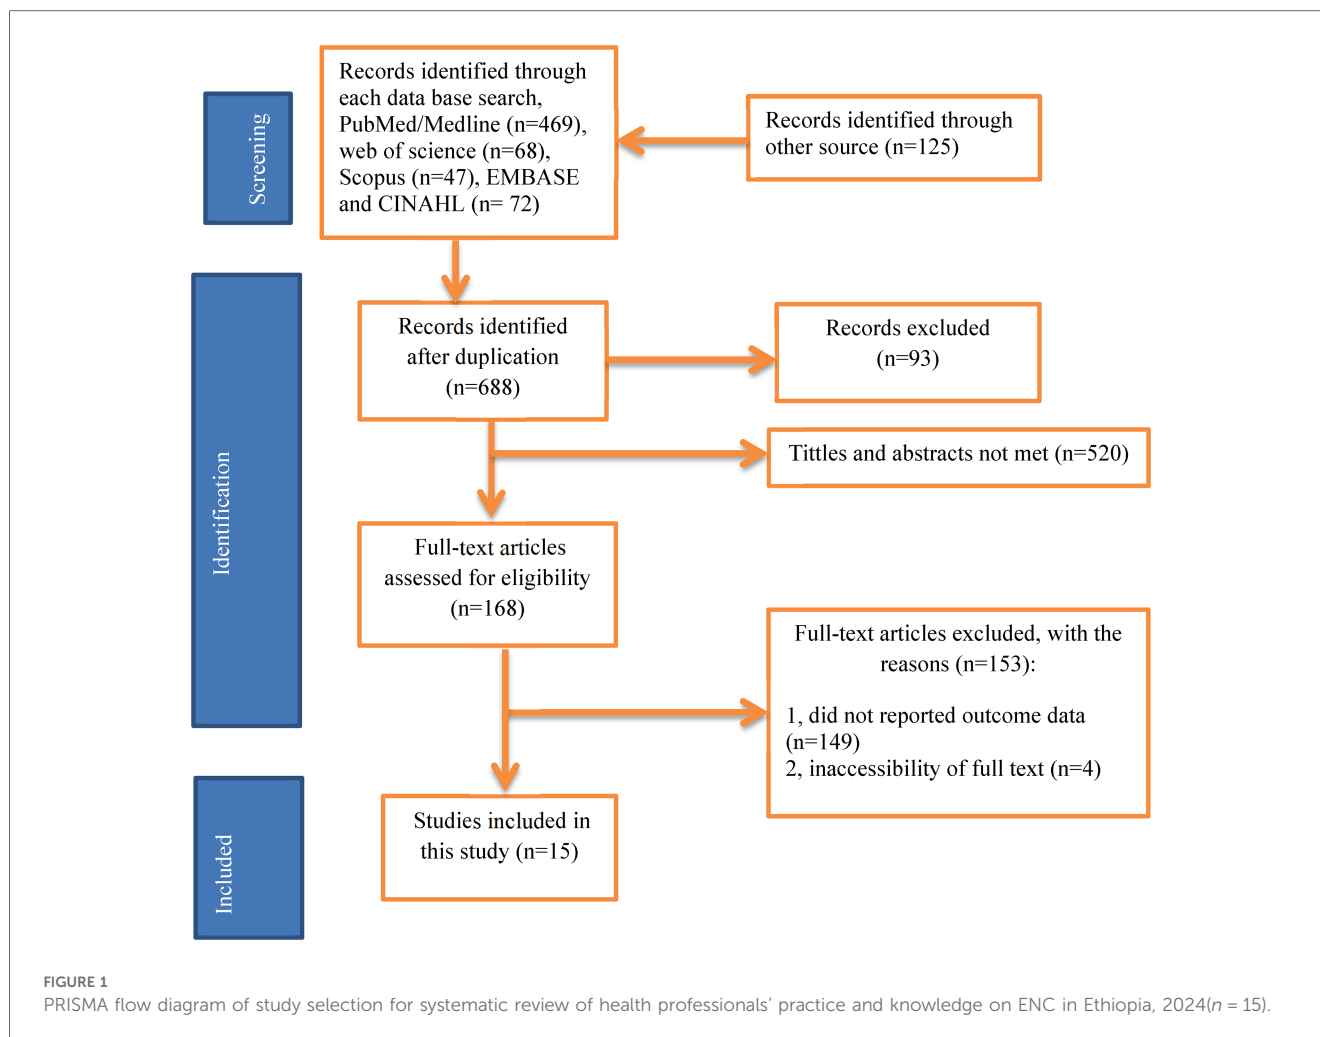 Screening
Records identified through
each data base search,
PubMed/Medline (n=469),
web of science (n=68),
Scopus (n=47), EMBASE
and CINAHL (n= 72)
Records identified through
other source (n=125)
Identification
Records identified
after duplication
(n=688)
Records excluded
(n=93)
Tittles and abstracts not met (n=520)
Full-text articles
assessed for eligibility
(n=168)
Full-text articles excluded, with the
reasons (n=153):
1, did not reported outcome data
(n=149)
2, inaccessibility of full text (n=4)
Included
Studies included in
this study (n=15)
FIGURE 1
PRISMA flow diagram of study selection for systematic review of health professionals’ practice and knowledge on ENC in Ethiopia, 2024(n = 15).